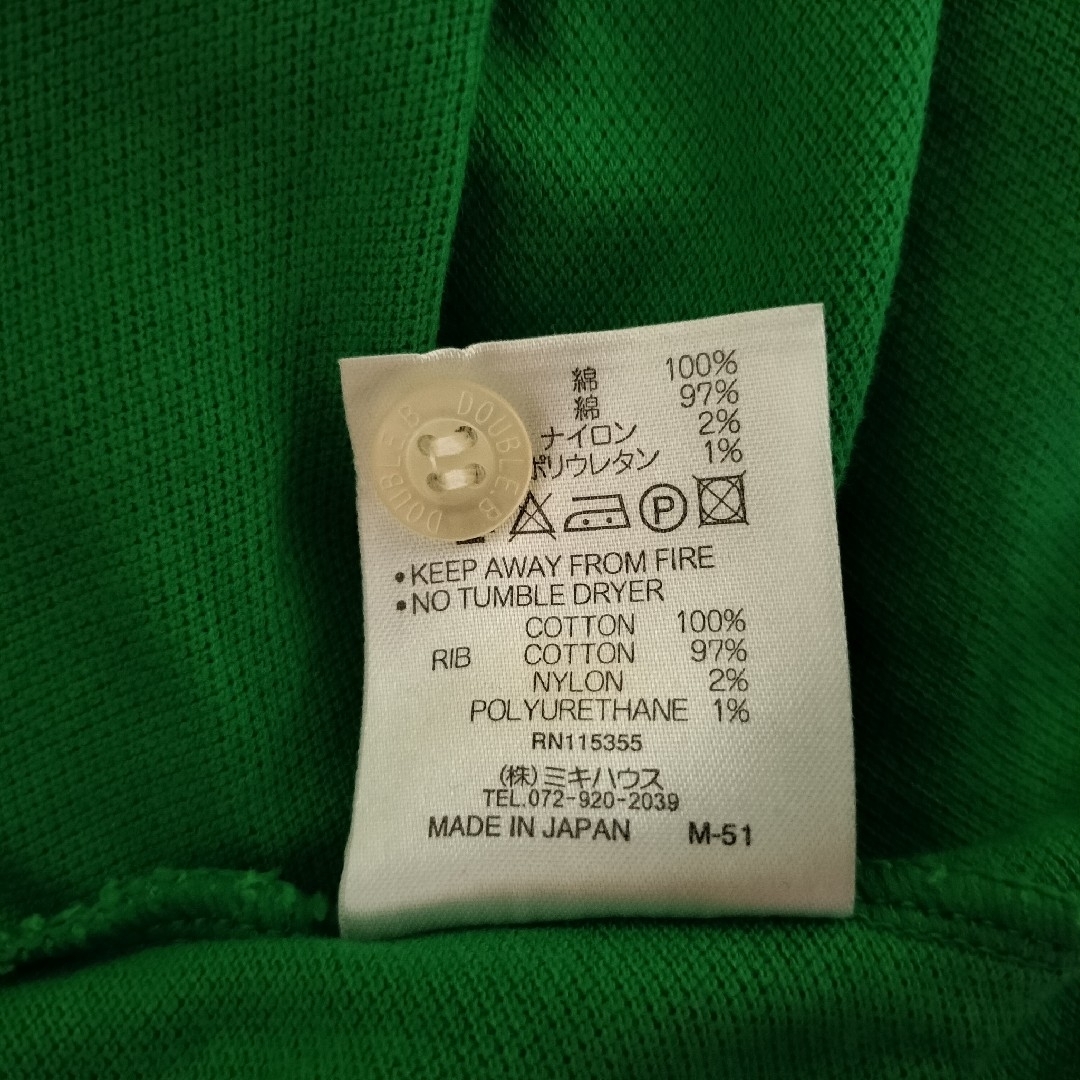 綿 100%
綿 97%
ナイロン 2%
ポリウレタン 1%
DOUBLE.B DOUBLE.B
P
• KEEP AWAY FROM FIRE
• NO TUMBLE DRYER
COTTON 100%
RIB COTTON 97%
NYLON 2%
POLYURETHANE 1%
RN115355
(株)ミキハウス
TEL.072-920-2039
MADE IN JAPAN M-51